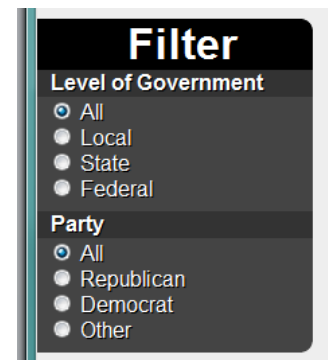 Filter
Level of Government
All
Local
State
Federal
Party
All
Republican
Democrat
Other